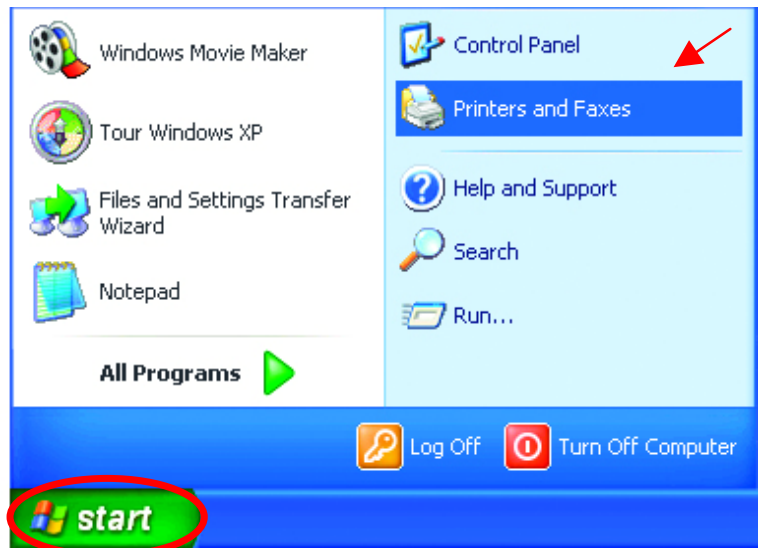 Windows Movie Maker
Tour Windows XP
Files and Settings Transfer
Wizard
Notepad
All Programs
Control Panel
Printers and Faxes
Help and Support
Search
Run...
Log Off
Turn Off Computer
start